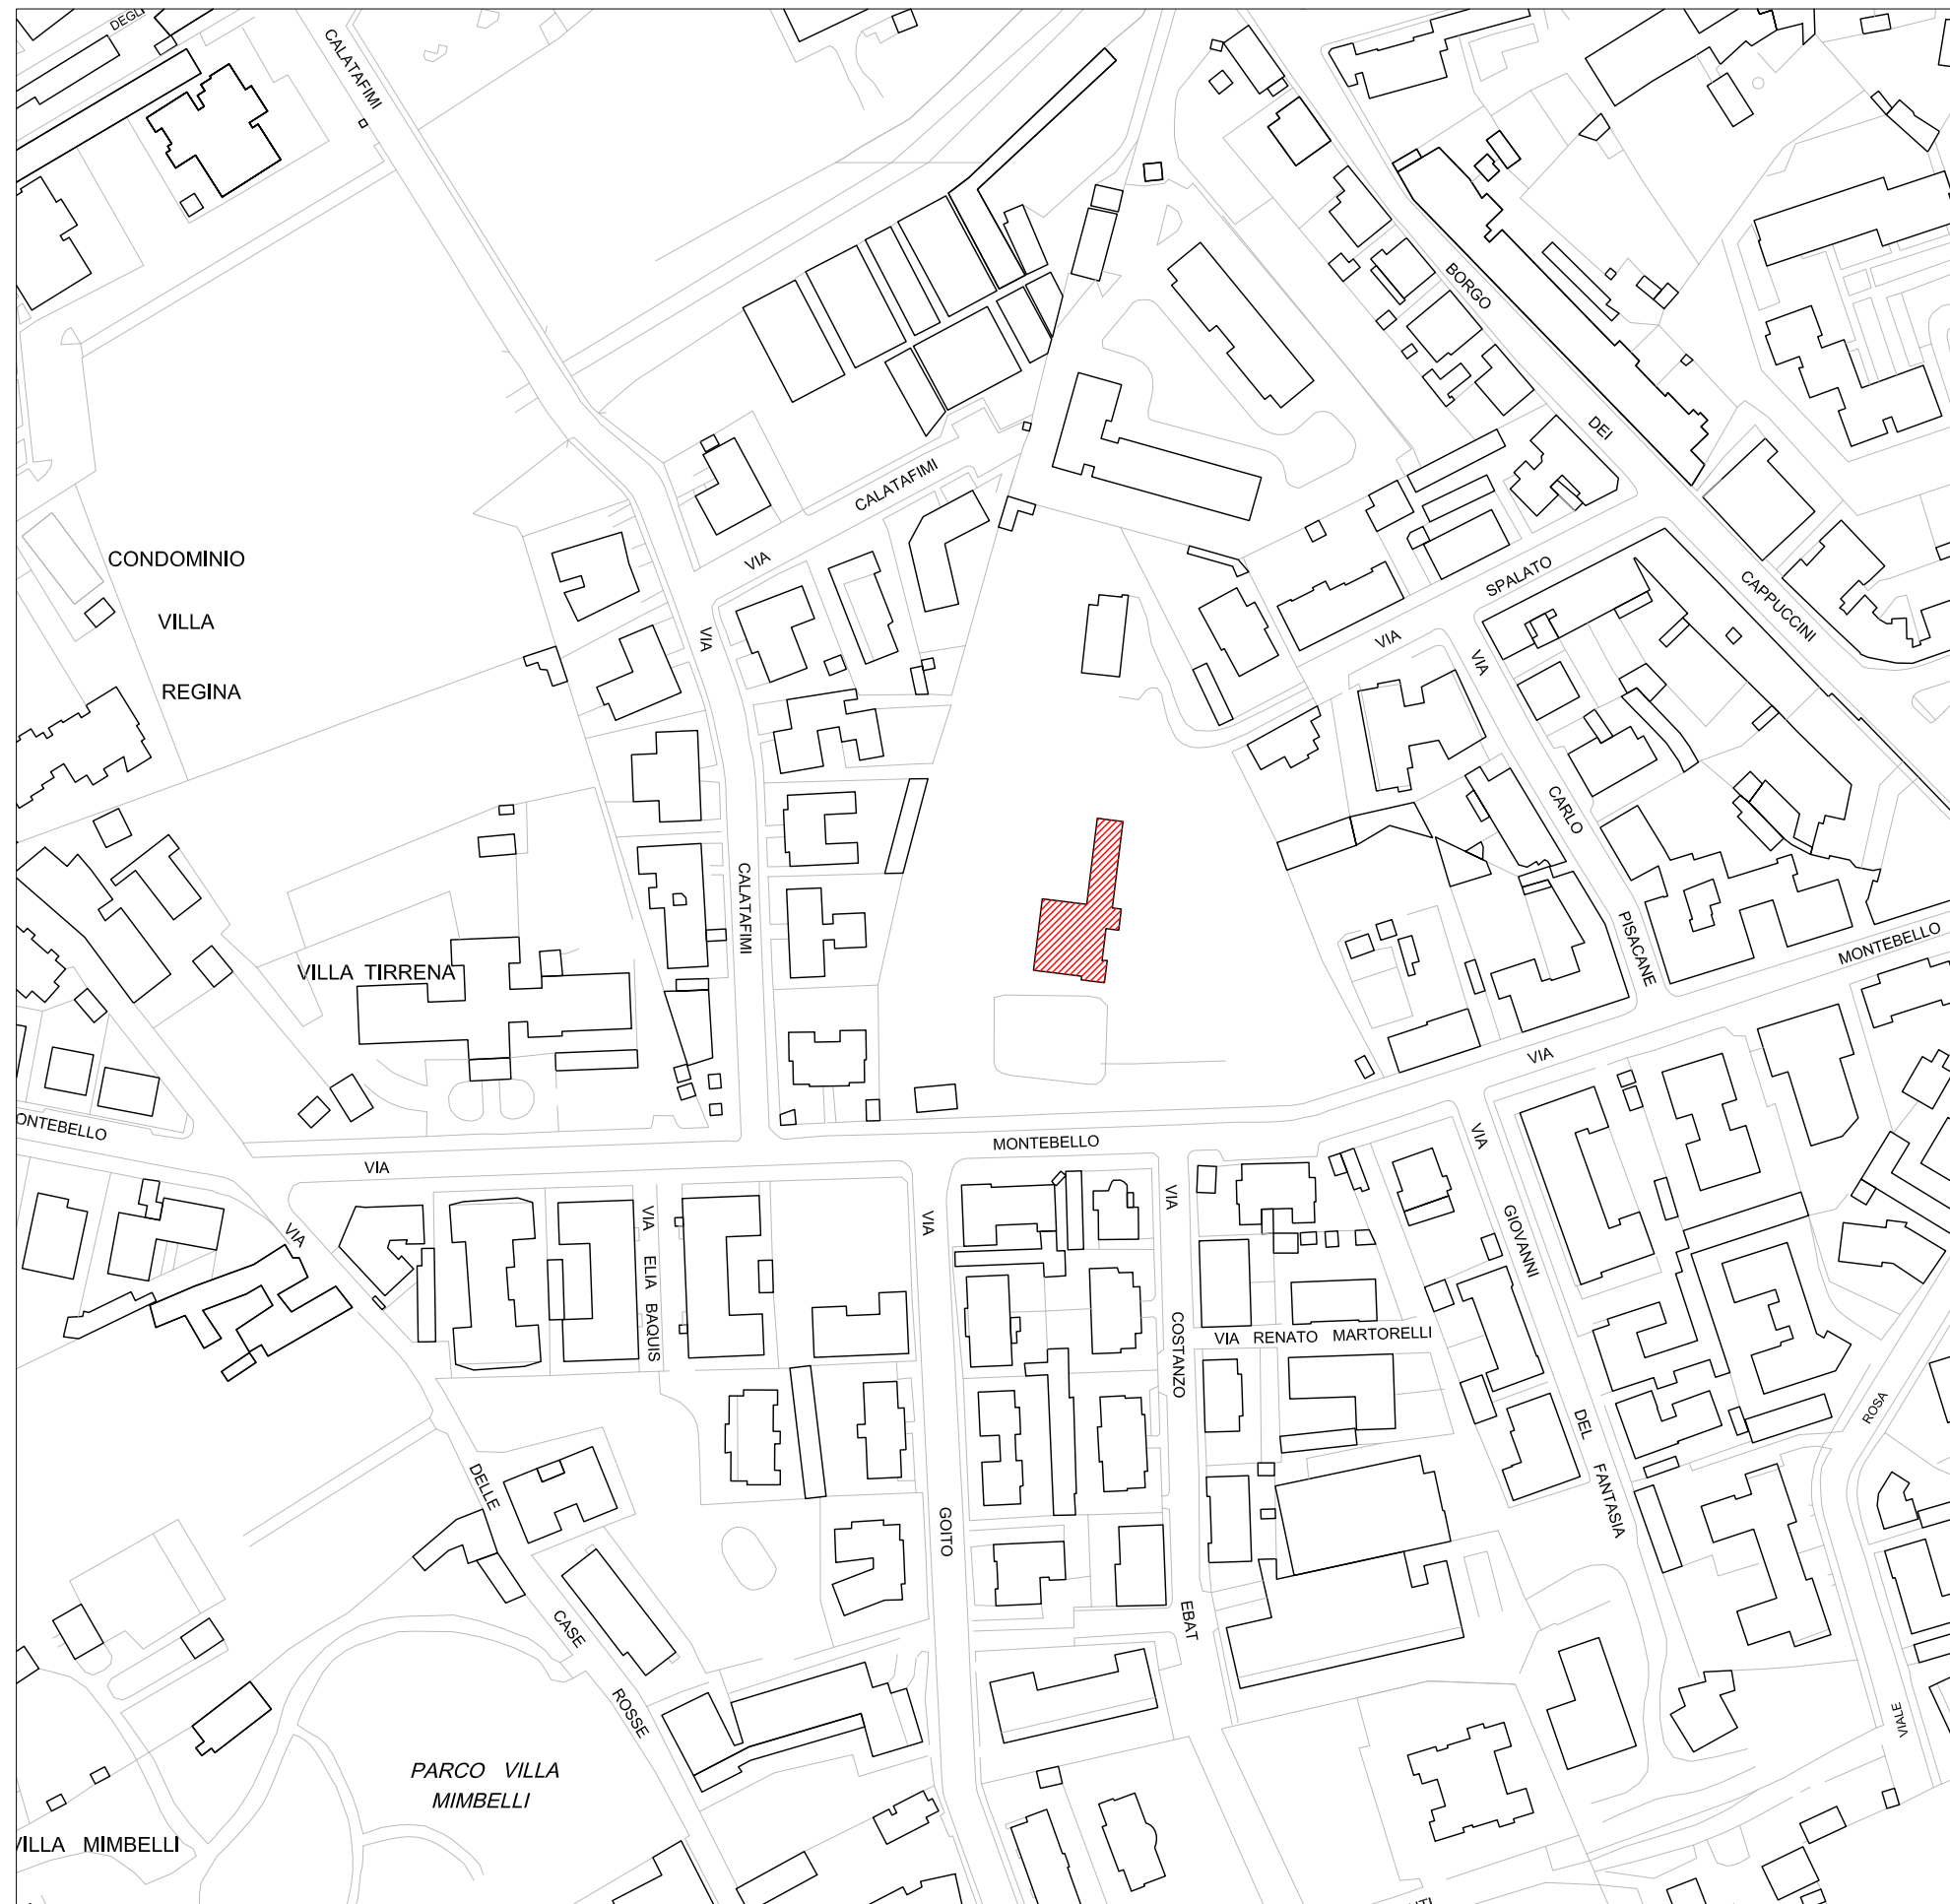 DEGLI
CALATAFIMI
BORGO
DEI
CAPPUCCINI
VIA CALATAFIMI
VIA SPALATO
CONDOMINIO
VILLA
REGINA
VIA CALATAFIMI
VIA CARLO PISACANE
VILLA TIRRENA
MONTEBELLO
VIA
ONTEBELLO
VIA
MONTEBELLO
VIA DELLE CASE ROSSE
VIA ELIA BAQUIS
VIA GOITO
VIA COSTANZO EBAT
VIA GIOVANNI DEL FANTASIA
VIA RENATO MARTORELLI
ROSA
VIALE
PARCO VILLA
MIMBELLI
VILLA MIMBELLI